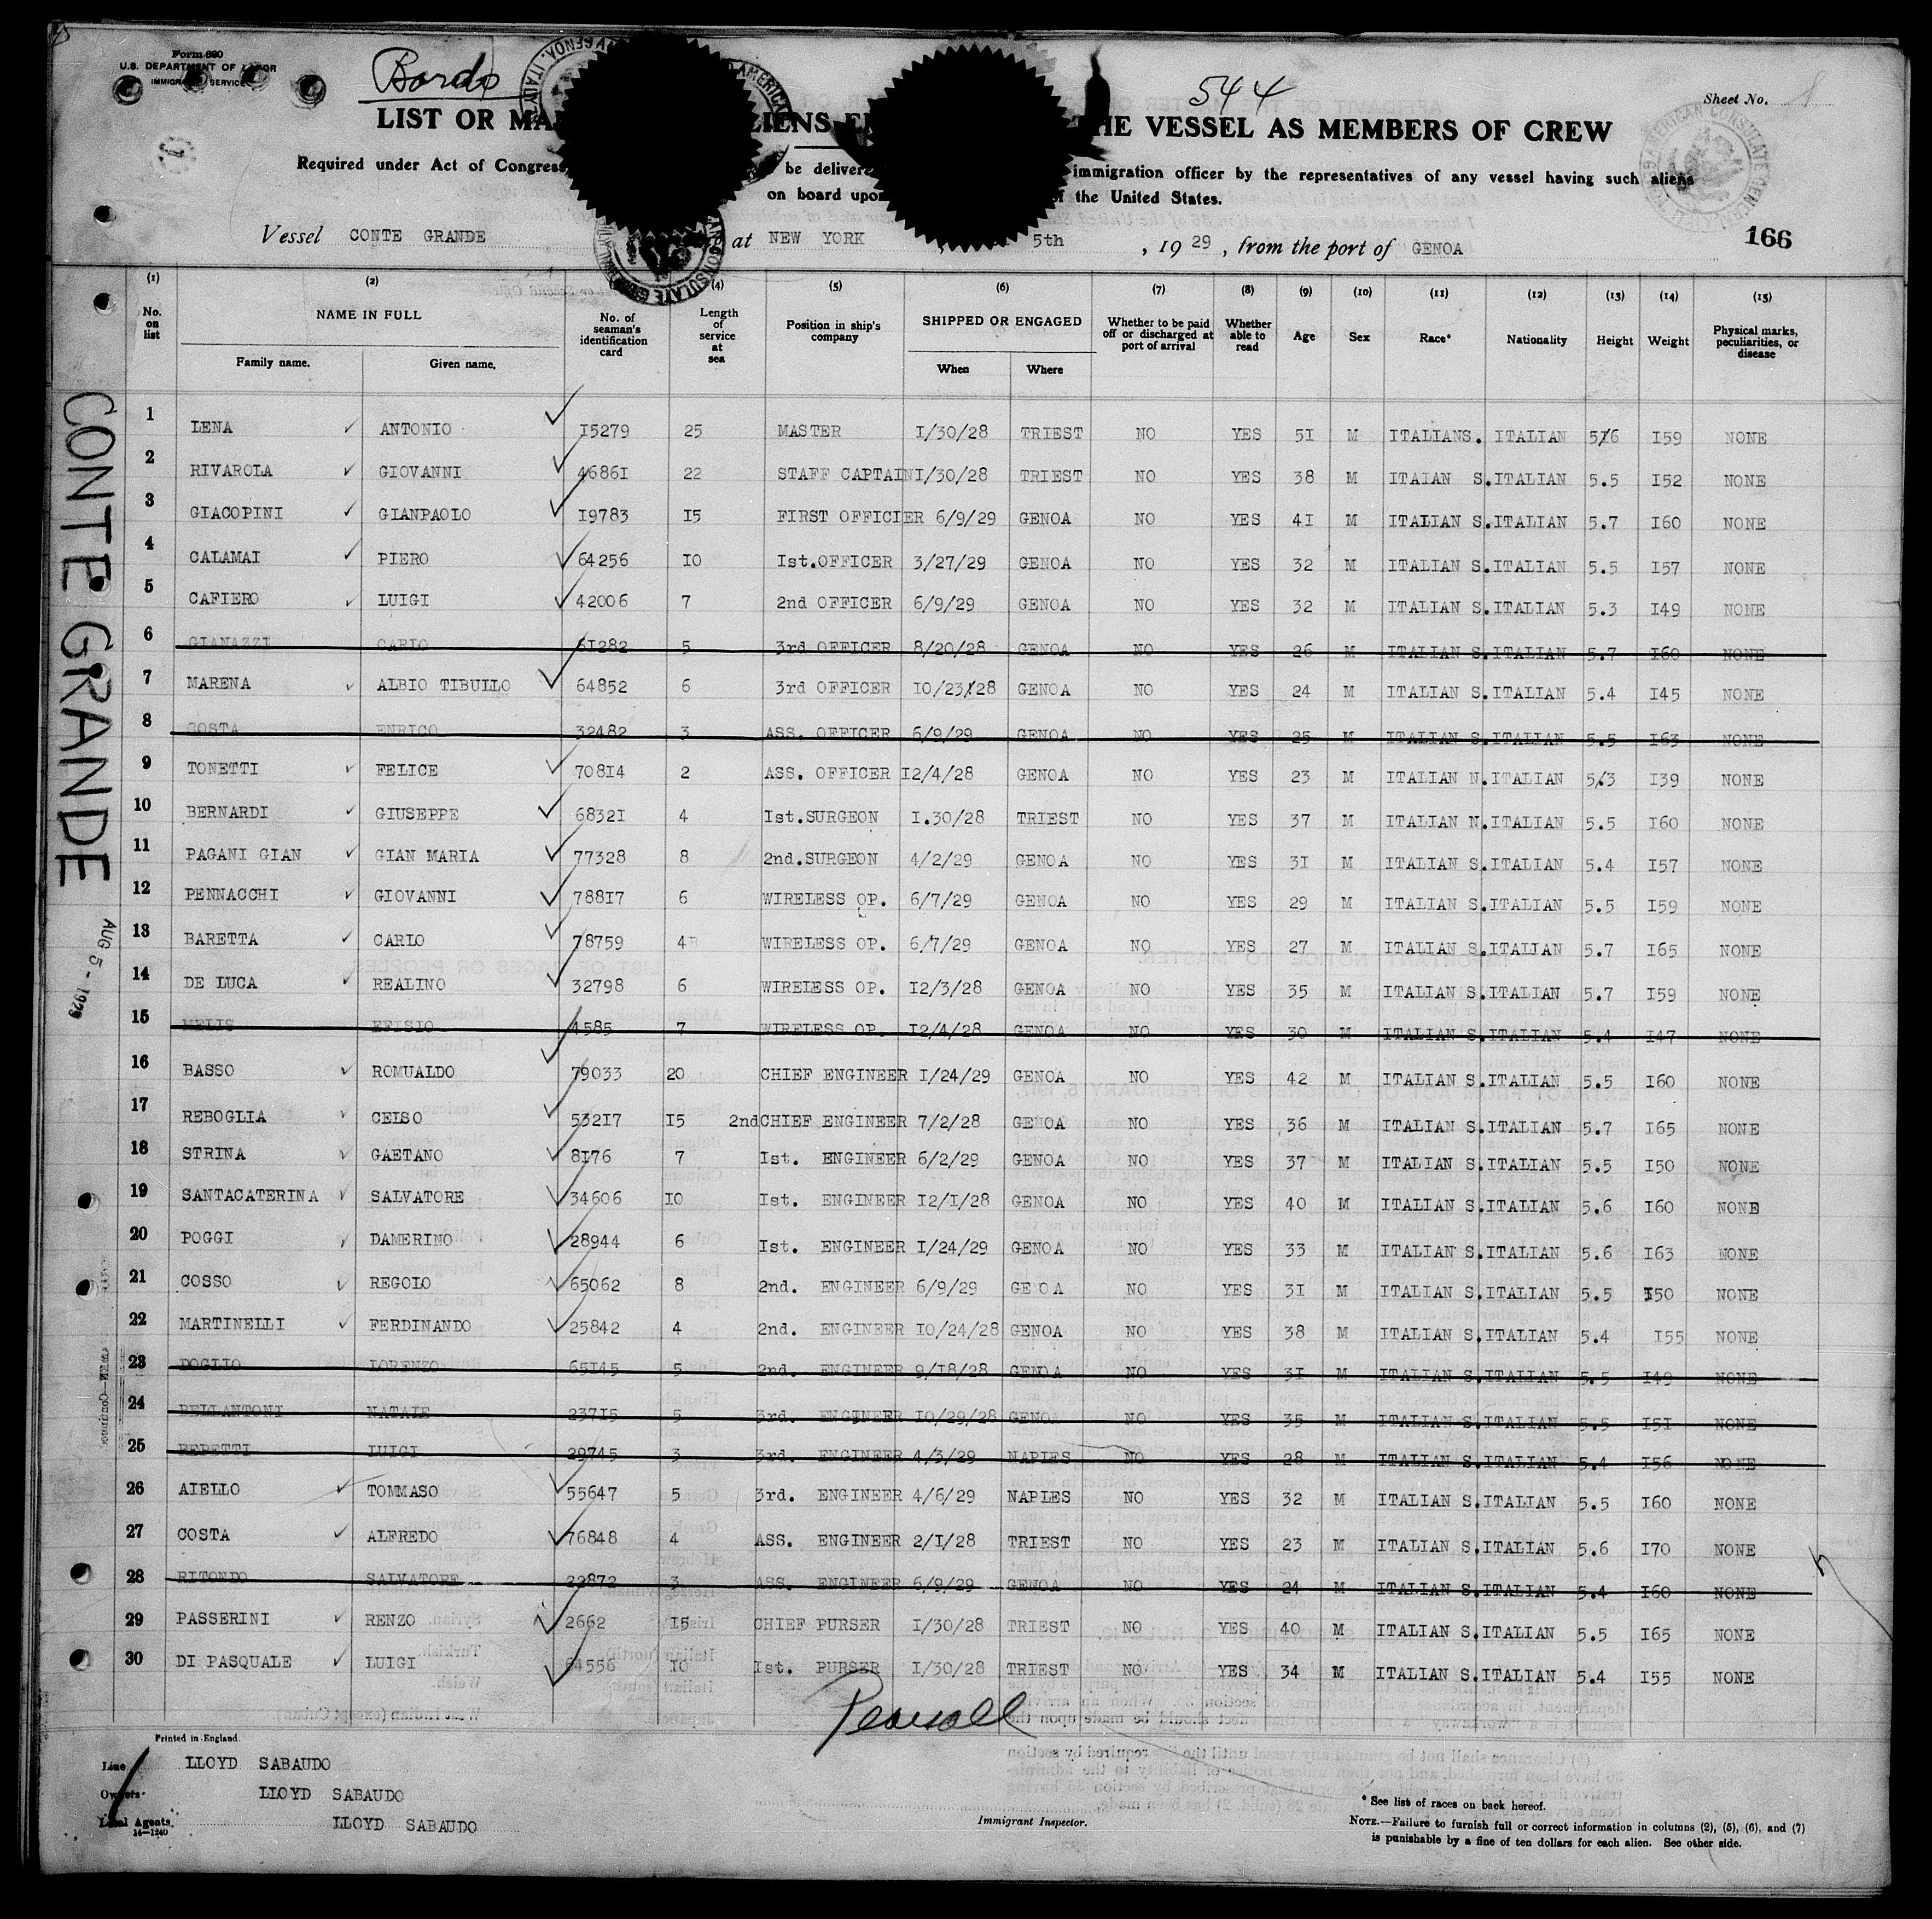 Form 680
U.S. DEPARTMENT OF LABOR
IMMIGRATION SERVICE
Bordo
544
Sheet No. 1
LIST OR MA LIENS E HE VESSEL AS MEMBERS OF CREW
Required under Act of Congress be delivere immigration officer by the representatives of any vessel having such aliens
on board upon the United States.
Vessel CONTE GRANDE at NEW YORK, 5th, 1929, from the port of GENOA
166
(1) (2) (4) (5) (6) (7) (8) (9) (10) (11) (12) (13) (14) (15)
No. on list NAME IN FULL Family name. Given name. No. of seaman's identification card Length of service at sea Position in ship's company SHIPPED OR ENGAGED When Where Whether to be paid off or discharged at port of arrival Whether able to read Age Sex Race* Nationality Height Weight Physical marks, peculiarities, or disease
CONTE GRANDE
AUG 5 - 1929
1 LENA ANTONIO 15279 25 MASTER 1/30/28 TRIEST NO YES 51 M ITALIANS. ITALIAN 5/6 159 NONE
2 RIVAROLA GIOVANNI 46861 22 STAFF CAPTAIN 1/30/28 TRIEST NO YES 38 M ITAIAN S. ITALIAN 5.5 152 NONE
3 GIACOPINI GIANPAOLO 19783 15 FIRST OFFICIER 6/9/29 GENOA NO YES 41 M ITALIAN S. ITALIAN 5.7 160 NONE
4 CALAMAI PIERO 64256 10 1st.OFFICER 3/27/29 GENOA NO YES 32 M ITALIAN S. ITALIAN 5.5 157 NONE
5 CAFIERO LUIGI 42006 7 2nd OFFICER 6/9/29 GENOA NO YES 32 M ITALIAN S. ITALIAN 5.3 149 NONE
6 GIANAZZI CARLO 61282 5 3rd OFFICER 8/20/28 GENOA NO YES 26 M ITALIAN S. ITALIAN 5.7 160 NONE
7 MARENA ALBIO TIBULLO 64852 6 3rd OFFICER 10/23/28 GENOA NO YES 24 M ITALIAN S. ITALIAN 5.4 145 NONE
8 COSTA ENRICO 32482 3 ASS. OFFICER 6/9/29 GENOA NO YES 25 M ITALIAN S. ITALIAN 5.5 163 NONE
9 TONETTI FELICE 70814 2 ASS. OFFICER 12/4/28 GENOA NO YES 23 M ITALIAN N. ITALIAN 5/3 139 NONE
10 BERNARDI GIUSEPPE 68321 4 1st.SURGEON 1.30/28 TRIEST NO YES 37 M ITALIAN N. ITALIAN 5.5 160 NONE
11 PAGANI GIAN GIAN MARIA 77328 8 2nd.SURGEON 4/2/29 GENOA NO YES 31 M ITALIAN S. ITALIAN 5.4 157 NONE
12 PENNACCHI GIOVANNI 78817 6 WIRELESS OP. 6/7/29 GENOA NO YES 29 M ITALIAN S. ITALIAN 5.5 159 NONE
13 BARETTA CARLO 78759 4 WIRELESS OP. 6/7/29 GENOA NO YES 27 M ITALIAN S. ITALIAN 5.7 165 NONE
14 DE LUCA REALINO 32798 6 WIRELESS OP. 12/3/28 GENOA NO YES 35 M ITALIAN S. ITALIAN 5.7 159 NONE
15 MELIS EFISIO 4585 7 WIRELESS OP. 12/4/28 GENOA NO YES 30 M ITALIAN S. ITALIAN 5.4 147 NONE
16 BASSO ROMUALDO 79033 20 CHIEF ENGINEER 1/24/29 GENOA NO YES 42 M ITALIAN S. ITALIAN 5.5 160 NONE
17 REBOGLIA CELSO 53217 15 2nd CHIEF ENGINEER 7/2/28 GENOA NO YES 36 M ITALIAN S. ITALIAN 5.7 165 NONE
18 STRINA GAETANO 8176 7 1st. ENGINEER 6/2/29 GENOA NO YES 37 M ITALIAN S. ITALIAN 5.5 150 NONE
19 SANTACATERINA SALVATORE 34606 10 1st. ENGINEER 12/1/28 GENOA NO YES 40 M ITALIAN S. ITALIAN 5.6 160 NONE
20 POGGI DAMERINO 28944 6 1st. ENGINEER 1/24/29 GENOA NO YES 33 M ITALIAN S. ITALIAN 5.6 163 NONE
21 COSSO REGOLO 65062 8 2nd. ENGINEER 6/9/29 GE OA NO YES 31 M ITALIAN S. ITALIAN 5.5 150 NONE
22 MARTINELLI FERDINANDO 25842 4 2nd. ENGINEER 10/24/28 GENOA NO YES 38 M ITALIAN S. ITALIAN 5.4 155 NONE
23 DOGLIO LORENZO 65145 5 2nd. ENGINEER 9/18/28 GENOA NO YES 31 M ITALIAN S. ITALIAN 5.5 149 NONE
24 BELLANTONI NATALE 23715 5 3rd. ENGINEER 10/29/28 GENOA NO YES 35 M ITALIAN S. ITALIAN 5.5 151 NONE
25 REPETTI LUIGI 29745 3 3rd. ENGINEER 4/3/29 NAPLES NO YES 28 M ITALIAN S. ITALIAN 5.4 156 NONE
26 AIELLO TOMMASO 55647 5 3rd. ENGINEER 4/6/29 NAPLES NO YES 32 M ITALIAN S. ITALIAN 5.5 160 NONE
27 COSTA ALFREDO 76848 4 ASS. ENGINEER 2/1/28 TRIEST NO YES 23 M ITALIAN S. ITALIAN 5.6 170 NONE
28 RITONDO SALVATORE 22872 3 ASS. ENGINEER 6/9/29 GENOA NO YES 24 M ITALIAN S. ITALIAN 5.4 160 NONE
29 PASSERINI RENZO 2662 15 CHIEF PURSER 1/30/28 TRIEST NO YES 40 M ITALIAN S. ITALIAN 5.5 165 NONE
30 DI PASQUALE LUIGI 64556 10 1st. PURSER 1/30/28 TRIEST NO YES 34 M ITALIAN S. ITALIAN 5.4 155 NONE
Printed in England.
Line LLOYD SABAUDO
Owners LLOYD SABAUDO
Local Agents LLOYD SABAUDO
14-1240
Immigrant Inspector.
* See list of races on back hereof.
NOTE.—Failure to furnish full or correct information in columns (2), (5), (6), and (7)
is punishable by a fine of ten dollars for each alien. See other side.